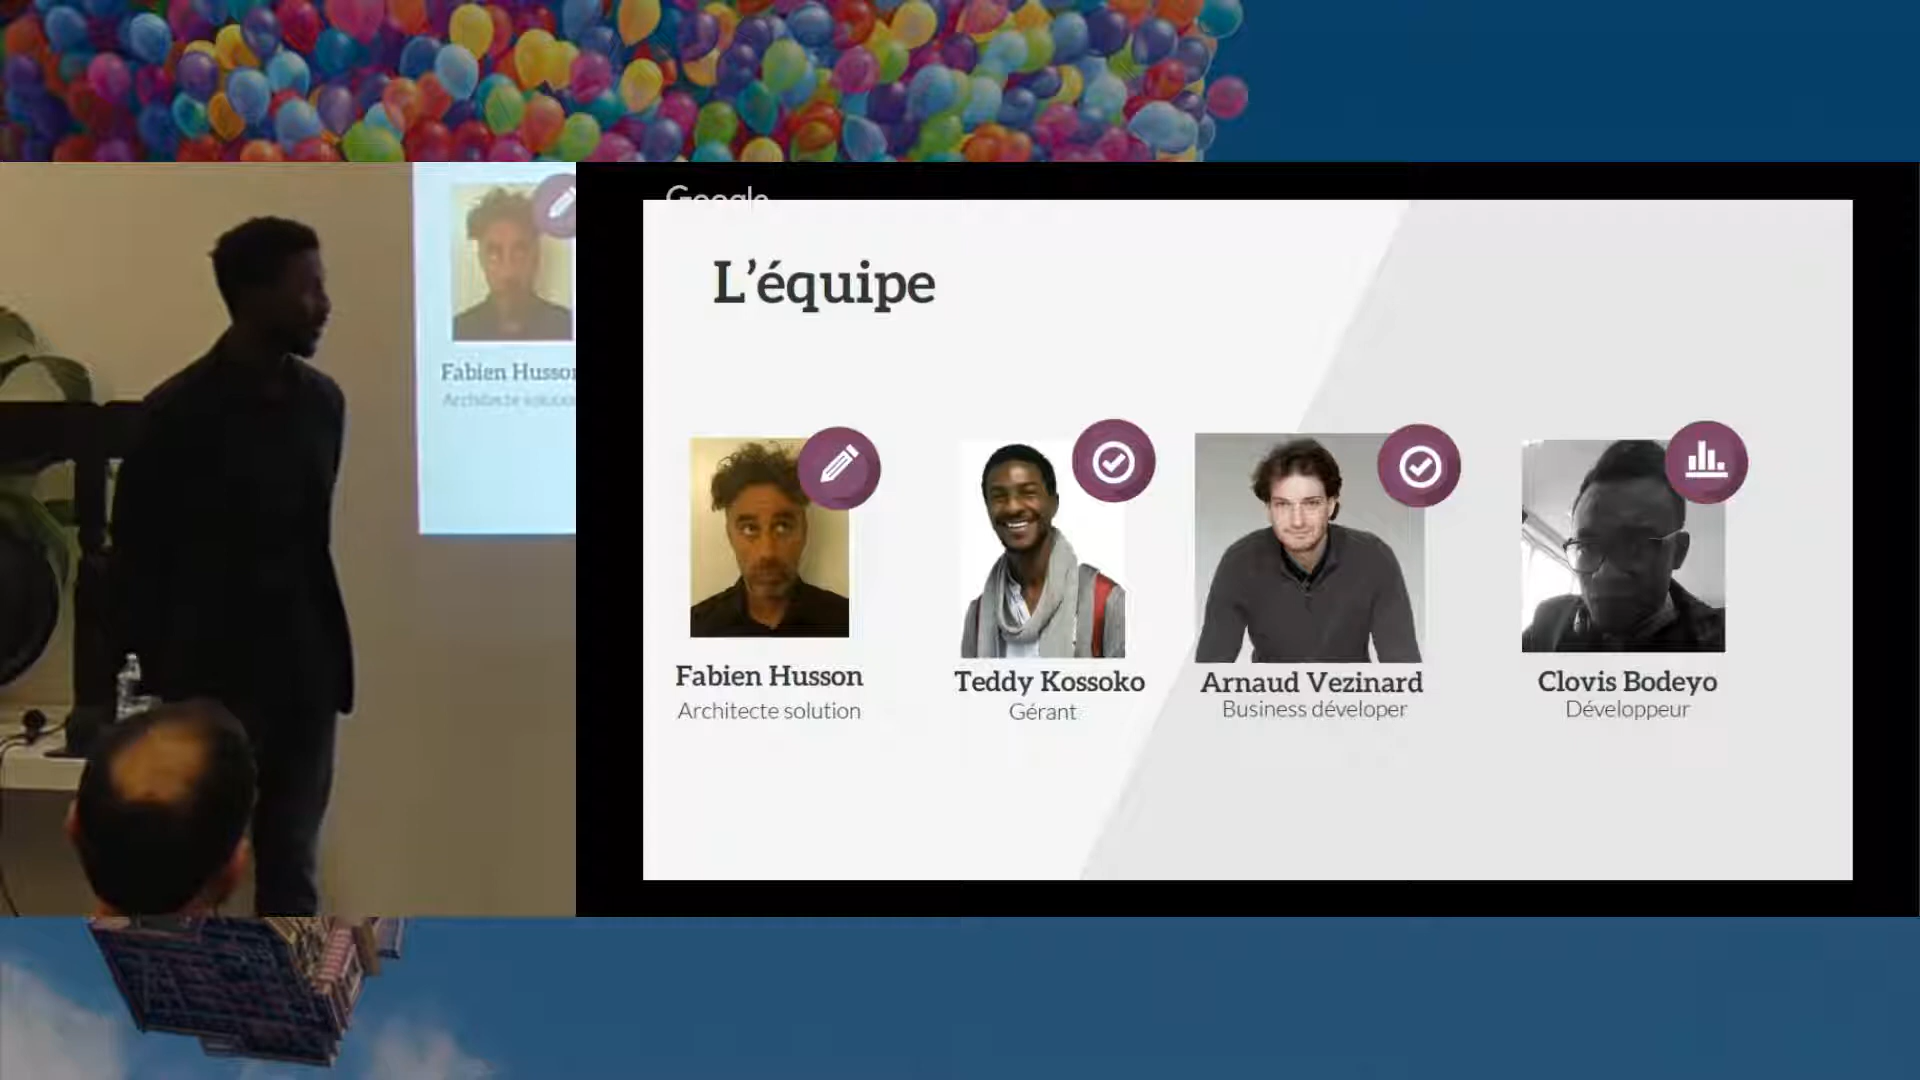 Fabien Husson
Architecte solution
Google
L'équipe
Fabien Husson
Architecte solution
Teddy Kossoko
Gérant
Arnaud Vezinard
Business déveloper
Clovis Bodeyo
Développeur